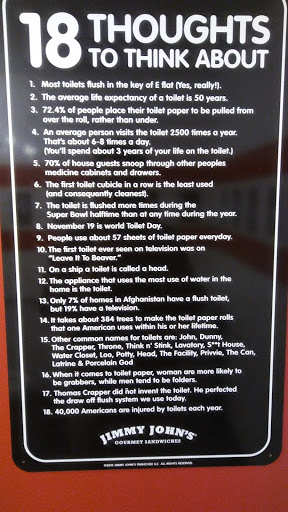 18 THOUGHTS
TO THINK ABOUT
1. Most toilets flush in the key of E flat (Yes, really!).
2. The average life expectancy of a toilet is 50 years.
3. 72.4% of people place their toilet paper to be pulled from
over the roll, rather than under.
4. An average person visits the toilet 2500 times a year.
That's about 6-8 times a day.
(You'll spend about 3 years of your life on the toilet.)
5. 70% of house guests snoop through other peoples
medicine cabinets and drawers.
6. The first toilet cubicle in a row is the least used
(and consequently cleanest).
7. The toilet is flushed more times during the
Super Bowl halftime than at any time during the year.
8. November 19 is world Toilet Day.
9. People use about 57 sheets of toilet paper everyday.
10. The first toilet ever seen on television was on
"Leave It To Beaver."
11. On a ship a toilet is called a head.
12. The appliance that uses the most use of water in the
home is the toilet.
13. Only 7% of homes in Afghanistan have a flush toilet,
but 19% have a television.
14. It takes about 384 trees to make the toilet paper rolls
that one American uses within his or her lifetime.
15. Other common names for toilet are: John, Dunny,
The Crapper, Throne, Think n' Stink, Lavatory, S**t House,
Water Closet, Loo, Potty, Head, The Facility, Privvie, The Can,
Latrine & Porcelain God
16. When it comes to toilet paper, woman are more likely to
be grabbers, while men tend to be folders.
17. Thomas Crapper did not invent the toilet. He perfected
the draw off flush system we use today.
18. 40,000 Americans are injured by toilets each year.
JIMMY JOHN'S
GOURMET SANDWICHES
JIMMY JOHN'S FRANCHISE LLC ALL RIGHTS RESERVED.